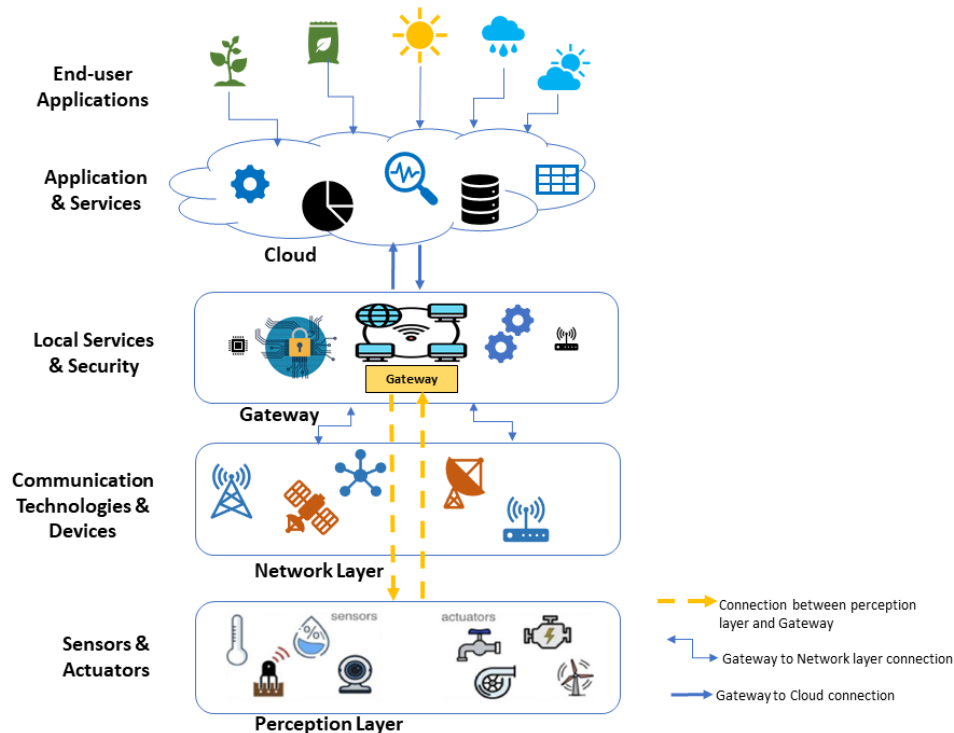 End-user
Applications
Application
& Services
Cloud
Local Services
& Security
Gateway
Gateway
Communication
Technologies &
Devices
Network Layer
Sensors &
Actuators
%
sensors
actuators
Perception Layer
Connection between perception
layer and Gateway
Gateway to Network layer connection
Gateway to Cloud connection